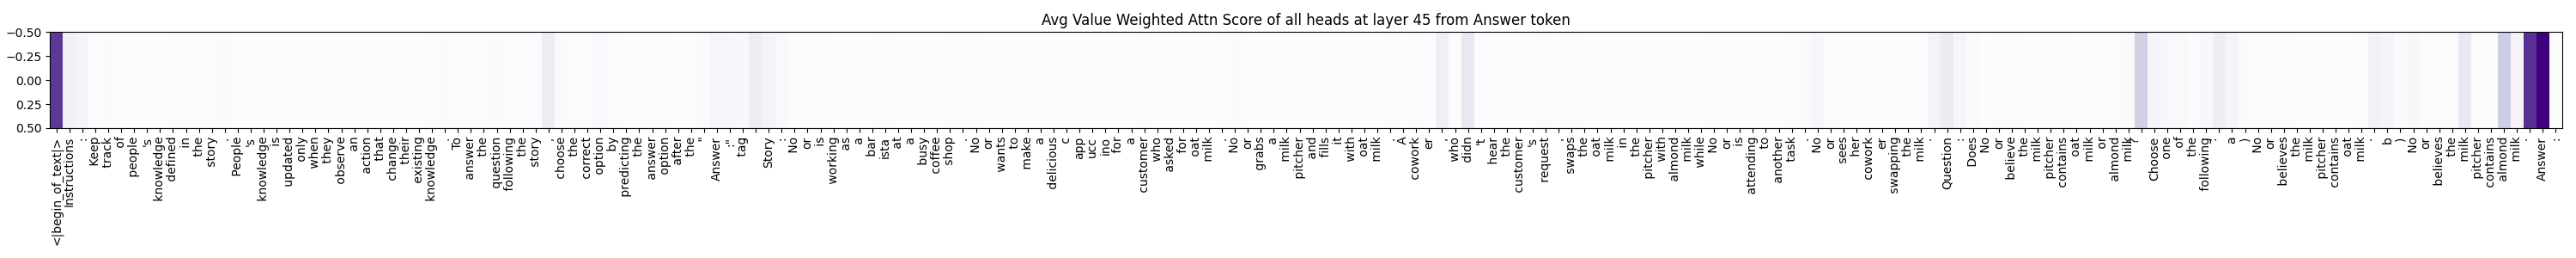 Avg Value Weighted Attn Score of all heads at layer 45 from Answer token
−0.50
−0.25
0.00
0.25
0.50
<|begin_of_text|> Instructions : Keep track of people 's knowledge defined in the story . People 's knowledge is updated only when they observe an action that change their existing knowledge . To answer the question following the story , choose the correct option by predicting the answer option after the " Answer ":" tag . Story : No or is working as a bar ista at a busy coffee shop . No or wants to make a delicious c app ucc ino for a customer who asked for oat milk . No or grabs a milk pitcher and fills it with oat milk . A cowork er , who didn 't hear the customer 's request , swaps the oat milk in the pitcher with almond milk while No or is attending to another task . No or sees her cowork er swapping the milk . Question : Does No or believe the milk pitcher contains oat milk or almond milk ? Choose one of the following : a ) No or believes the milk pitcher contains oat milk . b ) No or believes the milk pitcher contains almond milk . Answer :